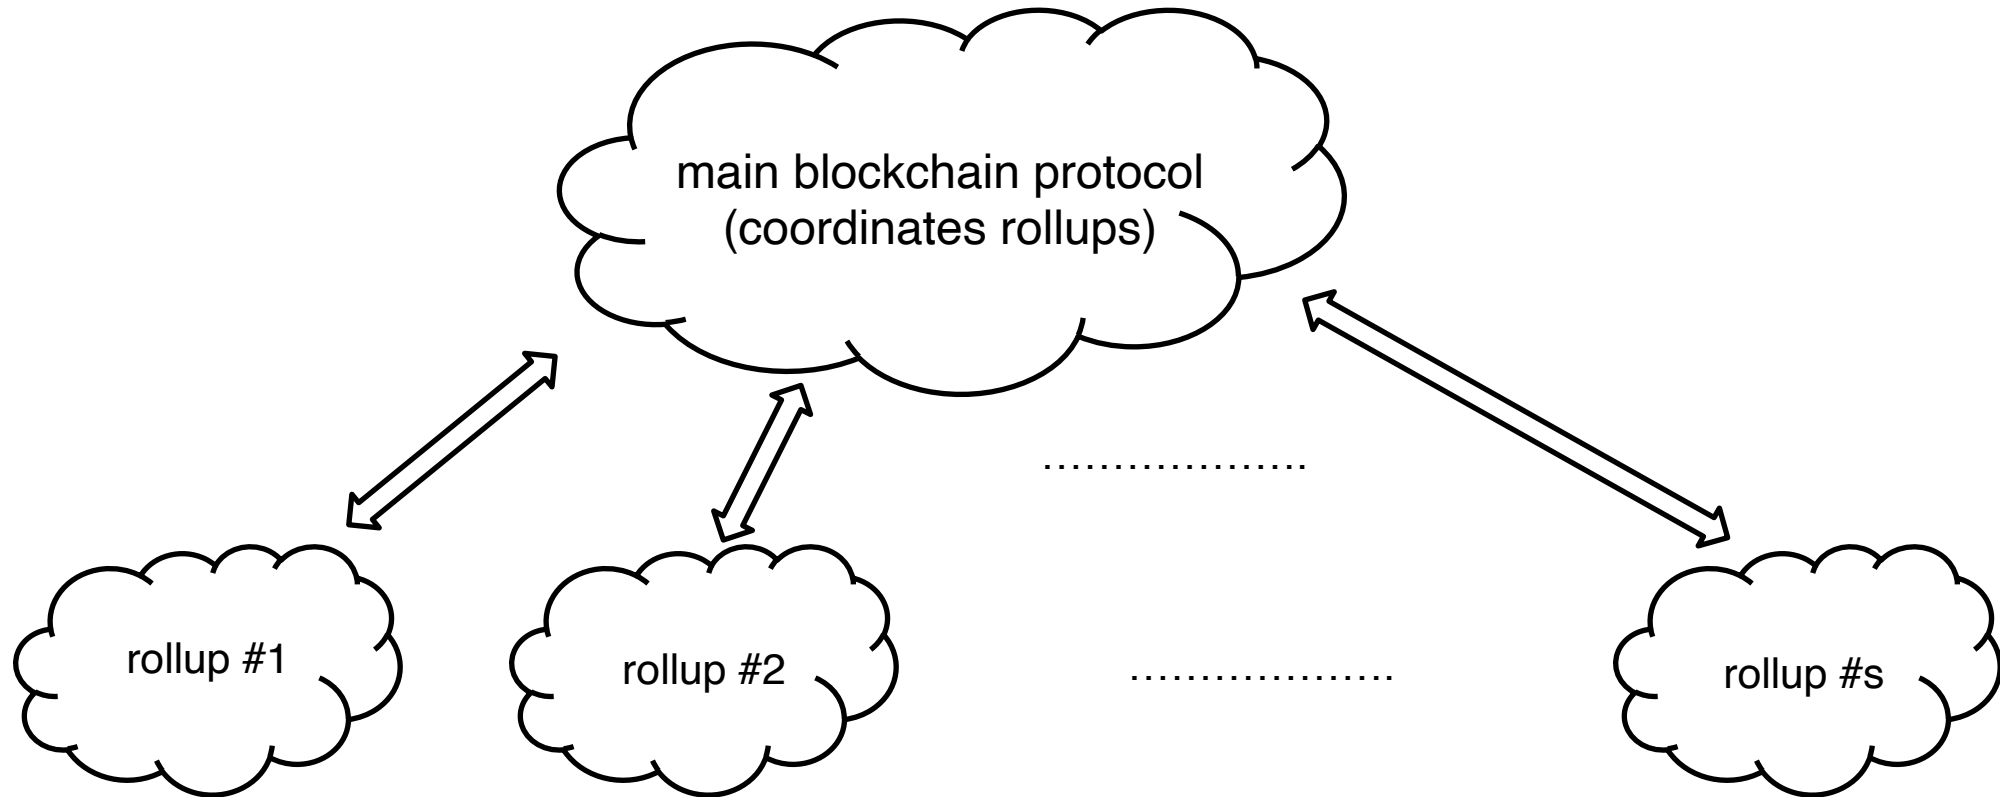 main blockchain protocol
(coordinates rollups)
...................
rollup #1
rollup #2
...................
rollup #s